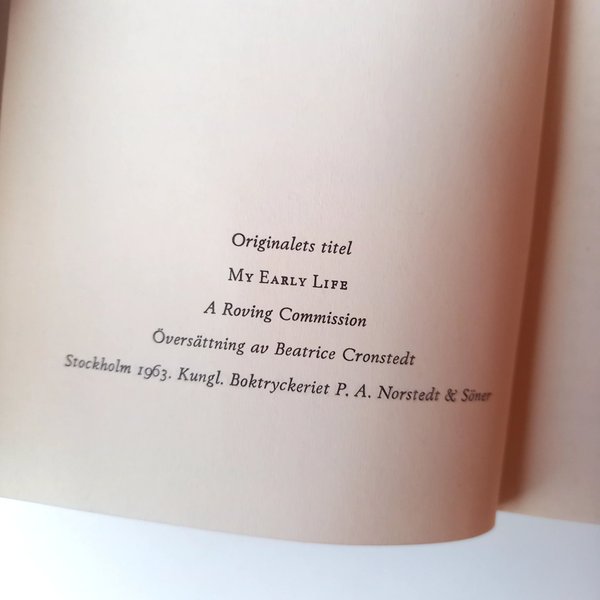 Originalets titel
My Early Life
A Roving Commission
Översättning av Beatrice Cronstedt
Stockholm 1963. Kungl. Boktryckeriet P. A. Norstedt & Söner